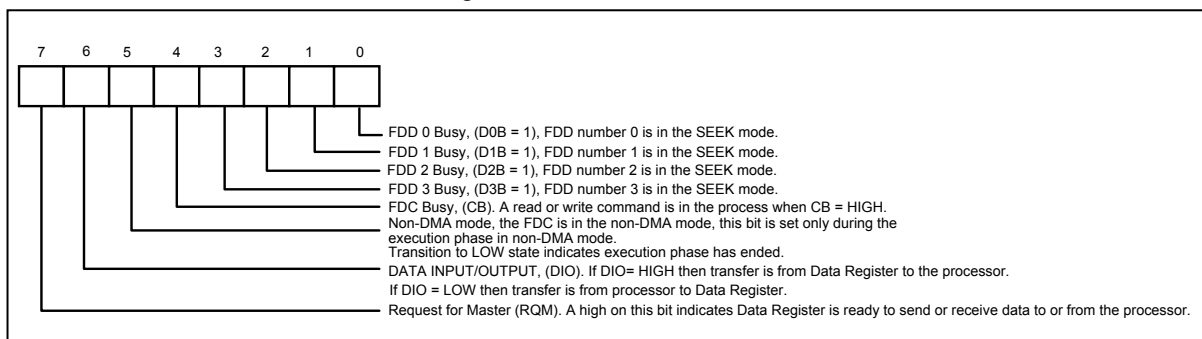 7 6 5 4 3 2 1 0
FDD 0 Busy, (D0B = 1), FDD number 0 is in the SEEK mode.
FDD 1 Busy, (D1B = 1), FDD number 1 is in the SEEK mode.
FDD 2 Busy, (D2B = 1), FDD number 2 is in the SEEK mode.
FDD 3 Busy, (D3B = 1), FDD number 3 is in the SEEK mode.
FDC Busy, (CB). A read or write command is in the process when CB = HIGH.
Non-DMA mode, the FDC is in the non-DMA mode, this bit is set only during the
execution phase in non-DMA mode.
Transition to LOW state indicates execution phase has ended.
DATA INPUT/OUTPUT, (DIO). If DIO= HIGH then transfer is from Data Register to the processor.
If DIO = LOW then transfer is from processor to Data Register.
Request for Master (RQM). A high on this bit indicates Data Register is ready to send or receive data to or from the processor.